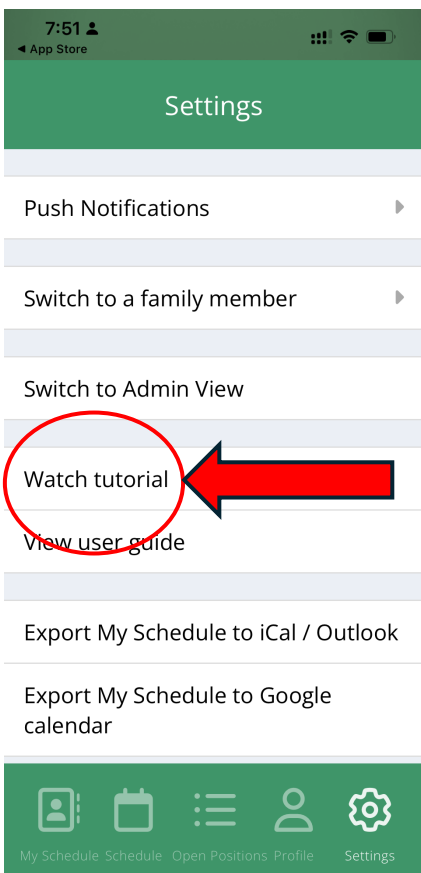 7:51
◀ App Store
Settings
Push Notifications
Switch to a family member
Switch to Admin View
Watch tutorial
View user guide
Export My Schedule to iCal / Outlook
Export My Schedule to Google
calendar
My Schedule Schedule Open Positions Profile Settings